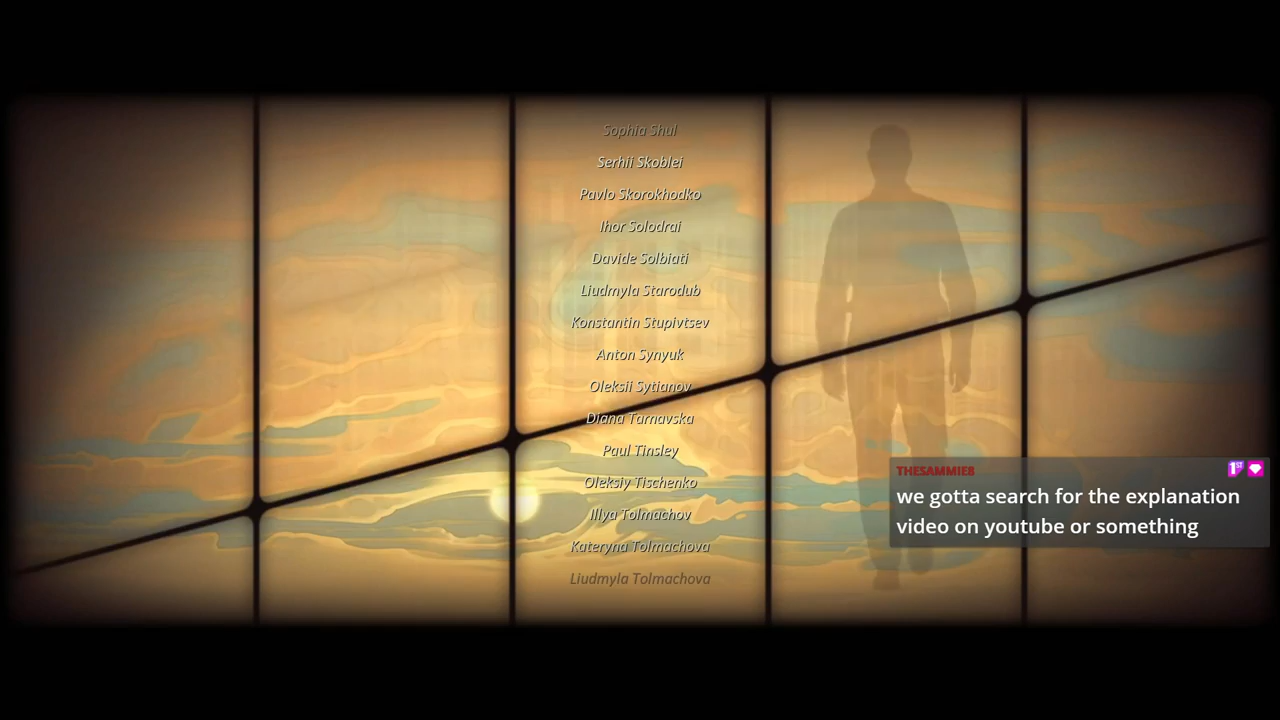 Sophia Shul
Serhii Skoblei
Pavlo Skorokhodko
Ihor Solodrai
Davide Solbiati
Liudmyla Starodub
Konstantin Stupivtsev
Anton Synyuk
Oleksii Sytianov
Diana Tarnavska
Paul Tinsley
Oleksiy Tischenko
Illya Tolmachov
Kateryna Tolmachova
Liudmyla Tolmachova
THESAMMIE8
1ST
we gotta search for the explanation
video on youtube or something